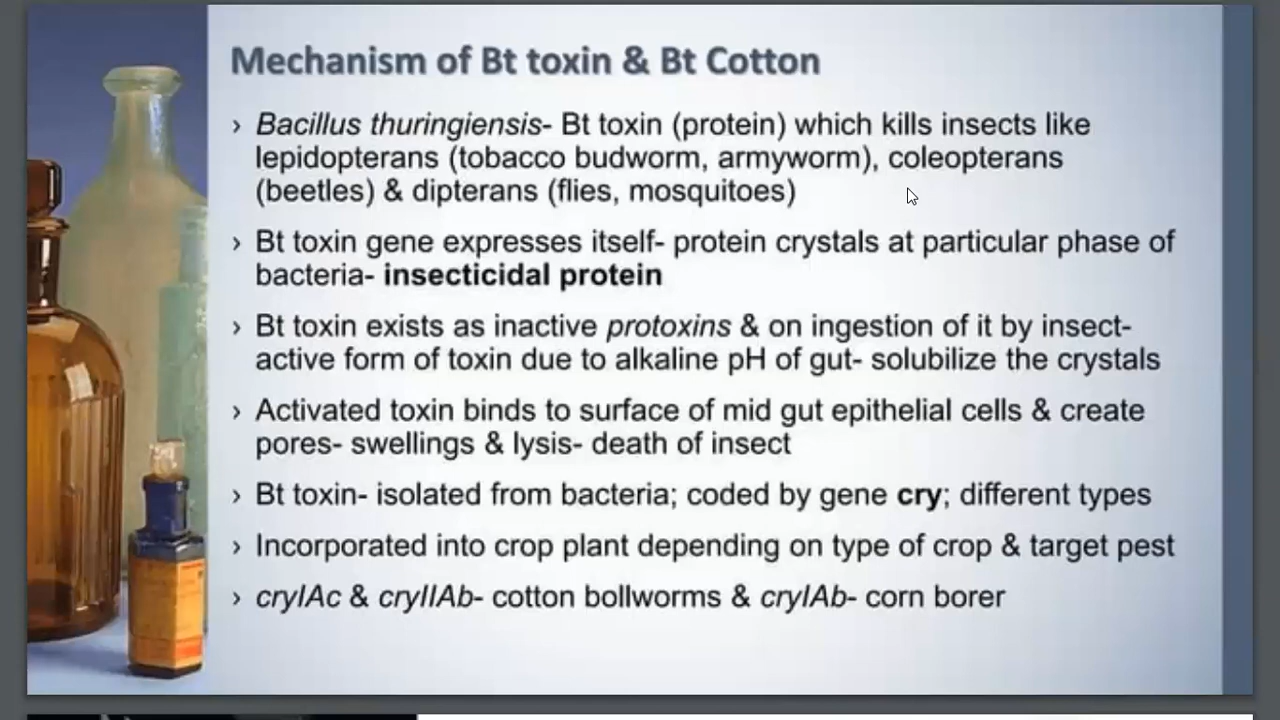 Mechanism of Bt toxin & Bt Cotton
› Bacillus thuringiensis- Bt toxin (protein) which kills insects like
lepidopterans (tobacco budworm, armyworm), coleopterans
(beetles) & dipterans (flies, mosquitoes)
› Bt toxin gene expresses itself- protein crystals at particular phase of
bacteria- insecticidal protein
› Bt toxin exists as inactive protoxins & on ingestion of it by insect-
active form of toxin due to alkaline pH of gut- solubilize the crystals
› Activated toxin binds to surface of mid gut epithelial cells & create
pores- swellings & lysis- death of insect
› Bt toxin- isolated from bacteria; coded by gene cry; different types
› Incorporated into crop plant depending on type of crop & target pest
› cryIAc & cryIIAb- cotton bollworms & cryIAb- corn borer